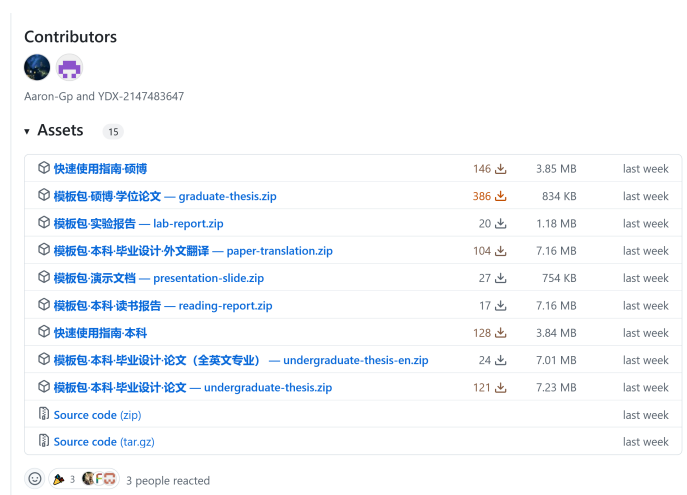 Contributors
Aaron-Gp and YDX-2147483647
Assets 15
快速使用指南·硕博 146 3.85 MB last week
模板包·硕博·学位论文 — graduate-thesis.zip 386 834 KB last week
模板包·实验报告 — lab-report.zip 20 1.18 MB last week
模板包·本科·毕业设计·外文翻译 — paper-translation.zip 104 7.16 MB last week
模板包·演示文档 — presentation-slide.zip 27 754 KB last week
模板包·本科·读书报告 — reading-report.zip 17 7.16 MB last week
快速使用指南·本科 128 3.84 MB last week
模板包·本科·毕业设计·论文（全英文专业） — undergraduate-thesis-en.zip 24 7.01 MB last week
模板包·本科·毕业设计·论文 — undergraduate-thesis.zip 121 7.23 MB last week
Source code (zip) last week
Source code (tar.gz) last week
3 3 people reacted